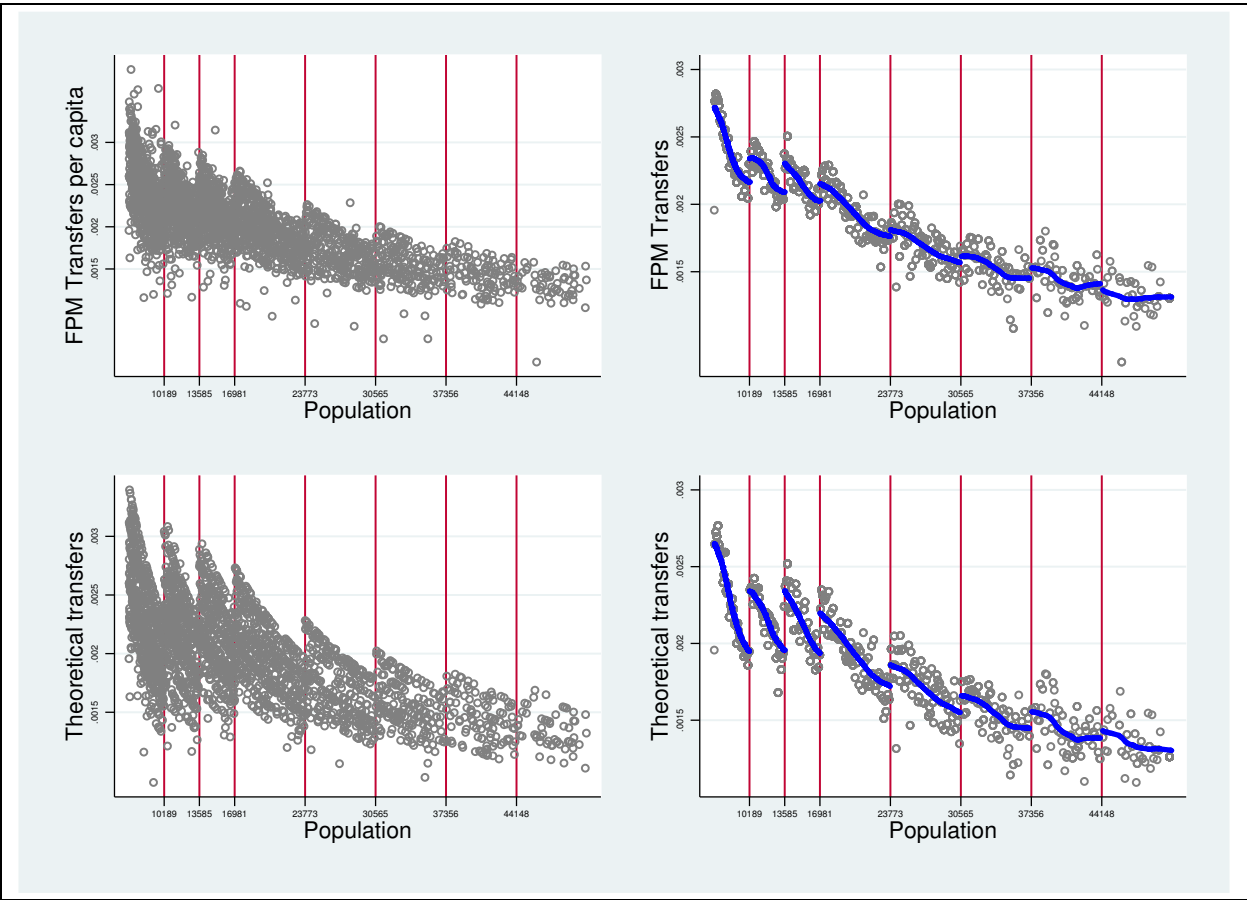 FPM Transfers per capita
.003
.0025
.002
.0015
10189 13585 16981 23773 30565 37356 44148
Population
FPM Transfers
.003
.0025
.002
.0015
10189 13585 16981 23773 30565 37356 44148
Population
Theoretical transfers
.003
.0025
.002
.0015
10189 13585 16981 23773 30565 37356 44148
Population
Theoretical transfers
.003
.0025
.002
.0015
10189 13585 16981 23773 30565 37356 44148
Population